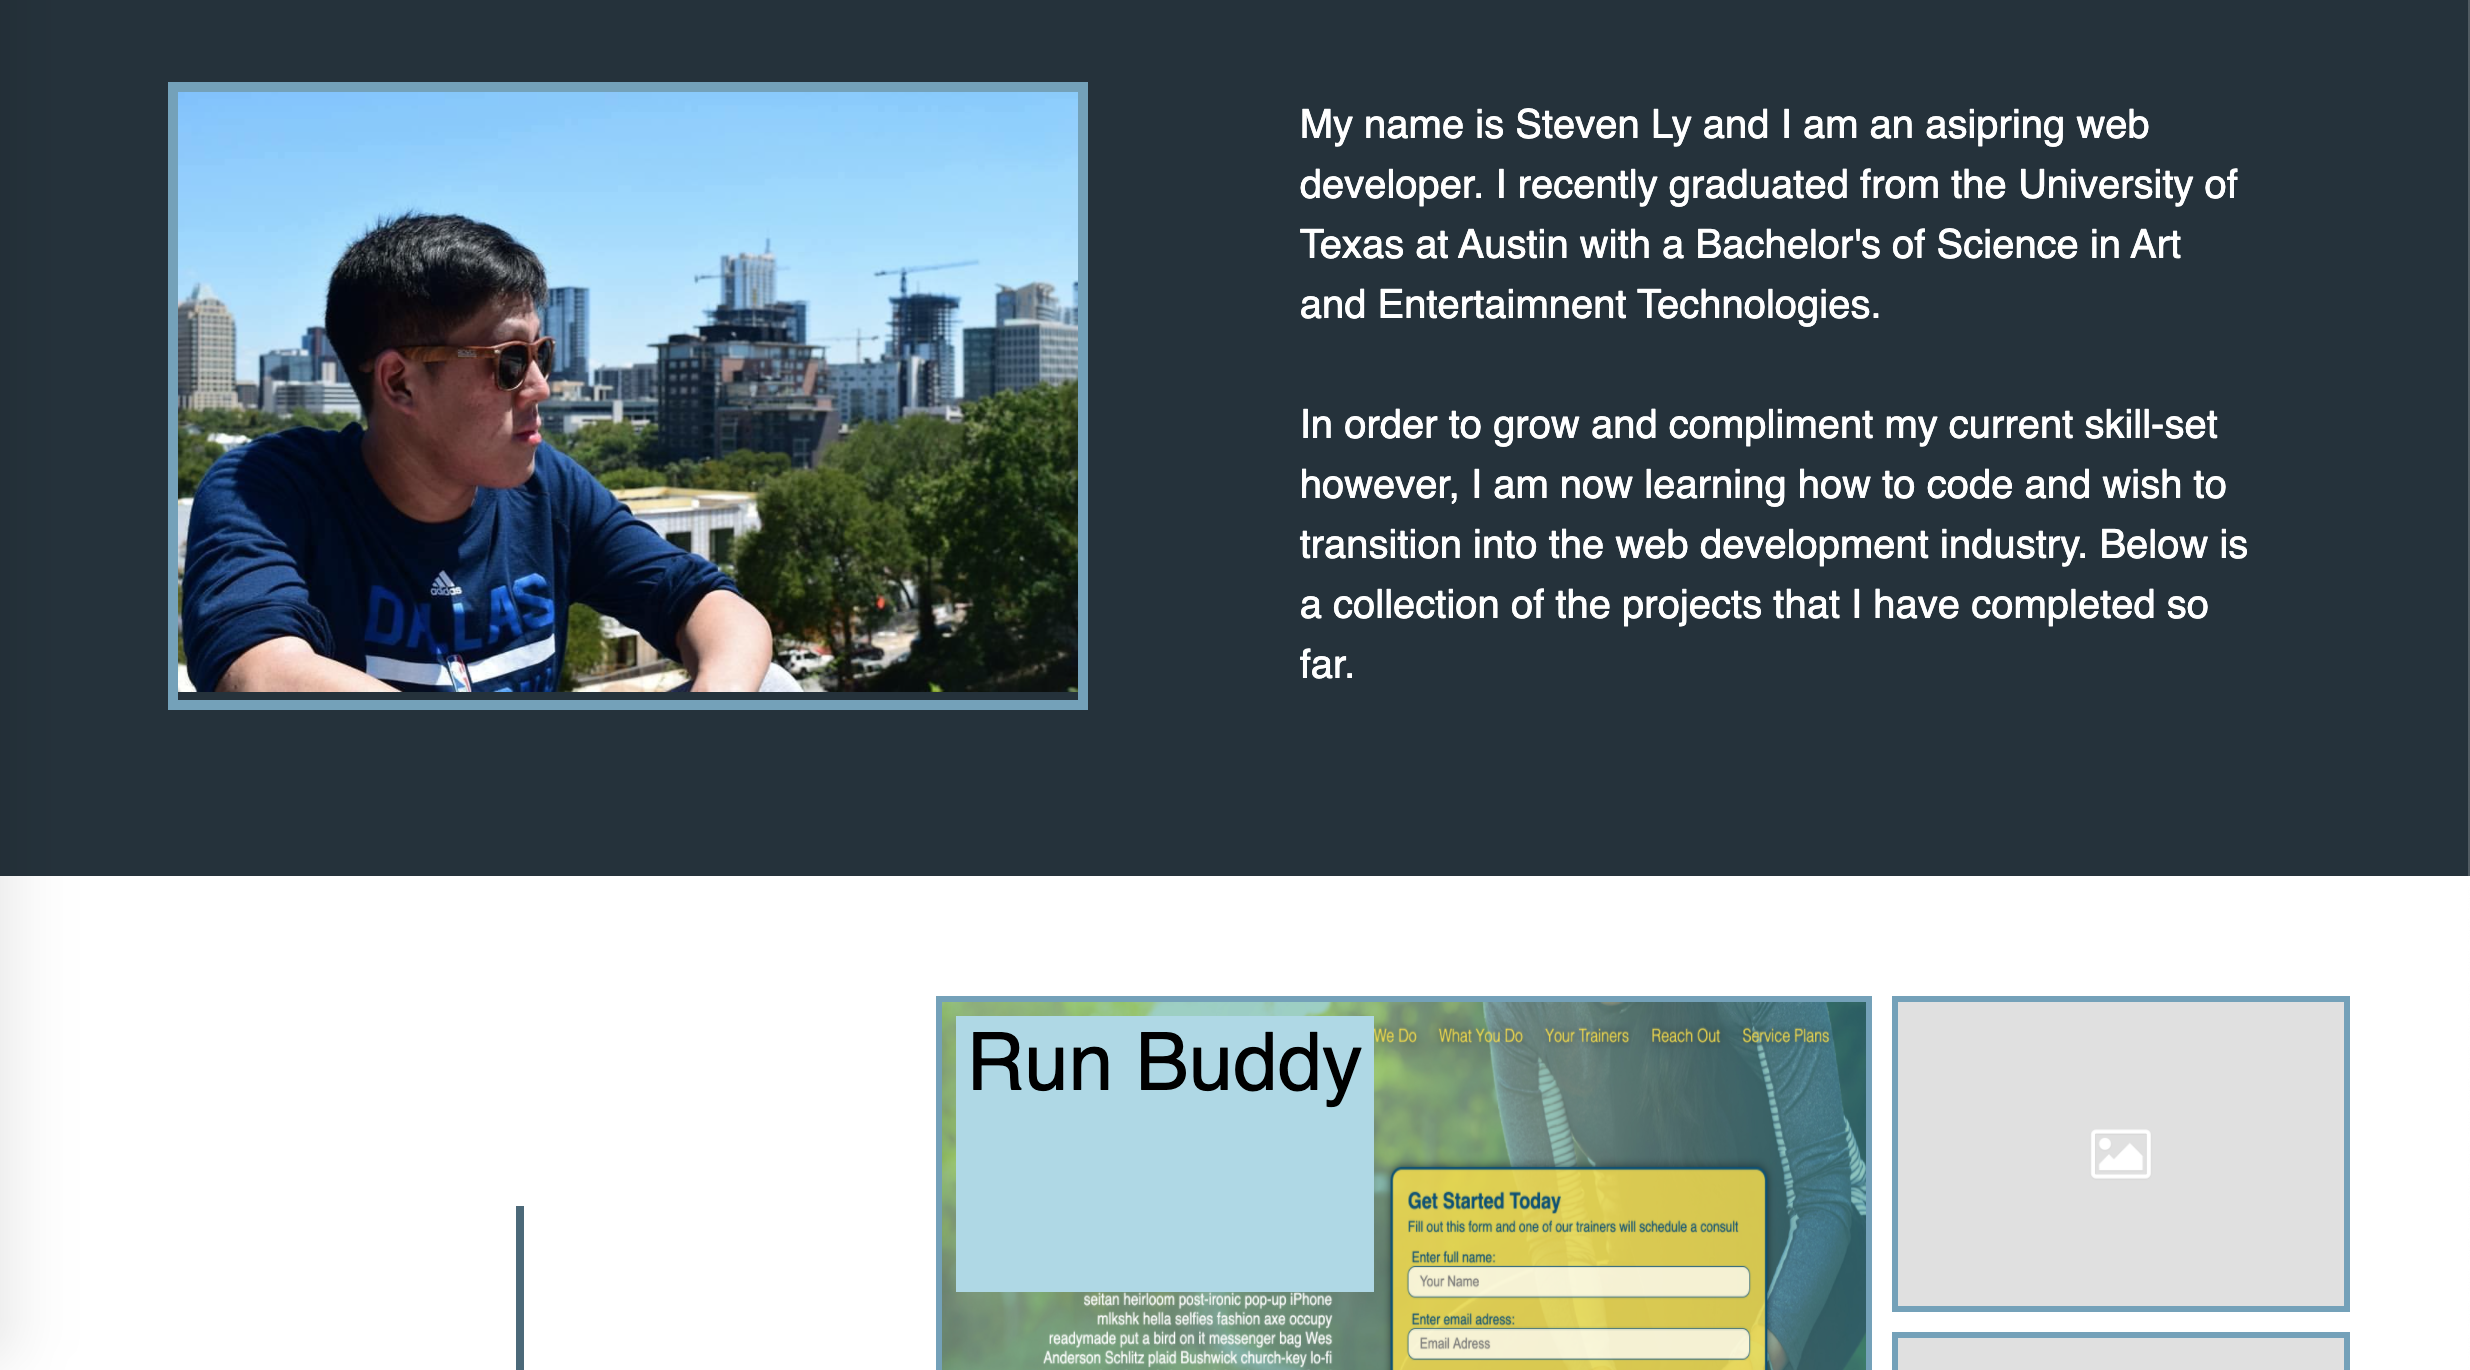 My name is Steven Ly and I am an asipring web
developer. I recently graduated from the University of
Texas at Austin with a Bachelor's of Science in Art
and Entertaimnent Technologies.
In order to grow and compliment my current skill-set
however, I am now learning how to code and wish to
transition into the web development industry. Below is
a collection of the projects that I have completed so
far.
adidas
DALLAS
Run Buddy
We Do What You Do Your Trainers Reach Out Service Plans
Get Started Today
Fill out this form and one of our trainers will schedule a consult
Enter full name:
Your Name
Enter email adress:
Email Adress
seitan heirloom post-ironic pop-up iPhone
mlkshk hella selfies fashion axe occupy
readymade put a bird on it messenger bag Wes
Anderson Schlitz plaid Bushwick church-key lo-fi